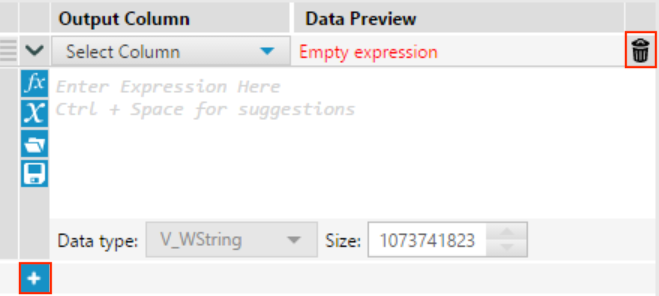 Output Column Data Preview
Select Column Empty expression
fx Enter Expression Here
x Ctrl + Space for suggestions
Data type: V_WString Size: 1073741823
+